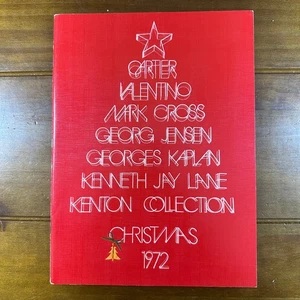 CARTIER
VALENTINO
MARK CROSS
GEORG JENSEN
GEORGES KAPLAN
KENNETH JAY LANE
KENTON COLLECTION
CHRISTMAS
1972